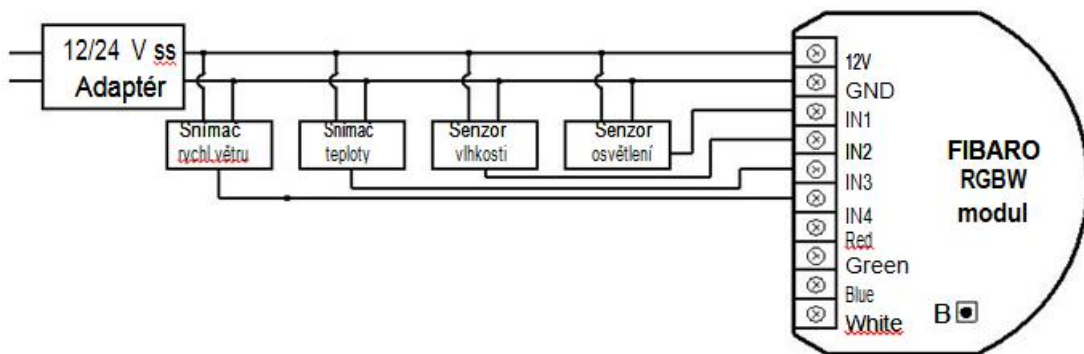 12/24 V ss
Adaptér
Snímač
rychl.větru
Snímač
teploty
Senzor
vlhkosti
Senzor
osvětlení
12V
GND
IN1
IN2
IN3
IN4
Red
Green
Blue
White
FIBARO
RGBW
modul
B